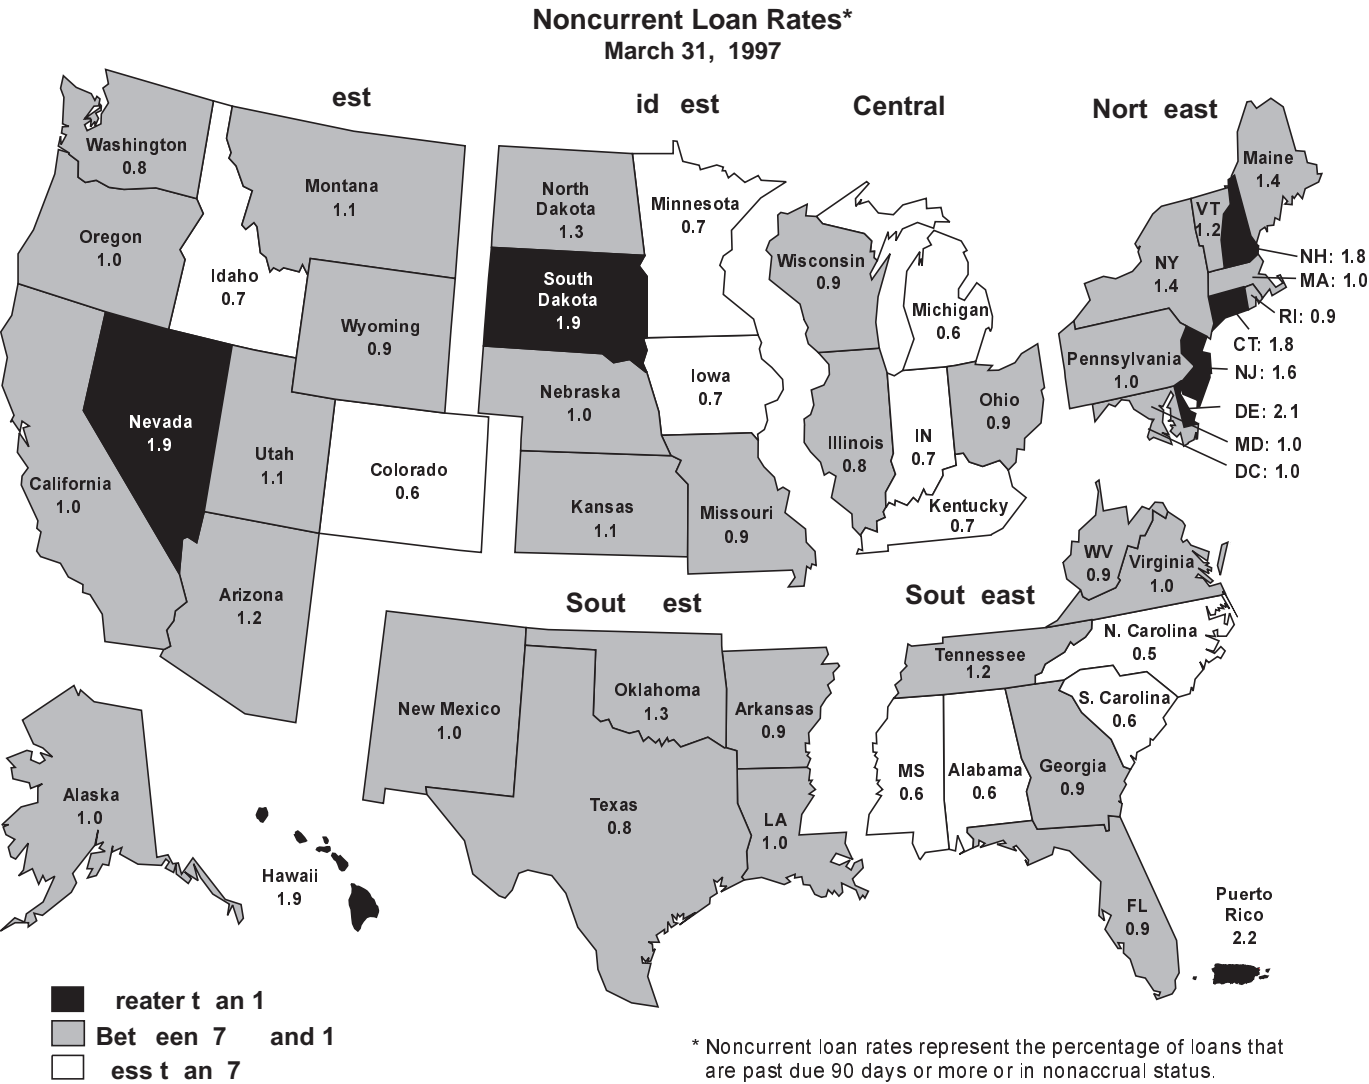 Noncurrent Loan Rates*
March 31, 1997
est
id est
Central
Nort east
Washington
0.8
Oregon
1.0
Idaho
0.7
Montana
1.1
Wyoming
0.9
Nevada
1.9
Utah
1.1
Colorado
0.6
California
1.0
Arizona
1.2
Alaska
1.0
Hawaii
1.9
North
Dakota
1.3
South
Dakota
1.9
Minnesota
0.7
Nebraska
1.0
Iowa
0.7
Kansas
1.1
Missouri
0.9
Wisconsin
0.9
Michigan
0.6
Illinois
0.8
IN
0.7
Ohio
0.9
Kentucky
0.7
Maine
1.4
VT
1.2
NY
1.4
Pennsylvania
1.0
NH: 1.8
MA: 1.0
RI: 0.9
CT: 1.8
NJ: 1.6
DE: 2.1
MD: 1.0
DC: 1.0
Sout est
New Mexico
1.0
Oklahoma
1.3
Arkansas
0.9
Texas
0.8
LA
1.0
Sout east
WV
0.9
Virginia
1.0
Tennessee
1.2
N. Carolina
0.5
S. Carolina
0.6
MS
0.6
Alabama
0.6
Georgia
0.9
FL
0.9
Puerto
Rico
2.2
reater t an 1
Bet een 7 and 1
ess t an 7
* Noncurrent loan rates represent the percentage of loans that
are past due 90 days or more or in nonaccrual status.